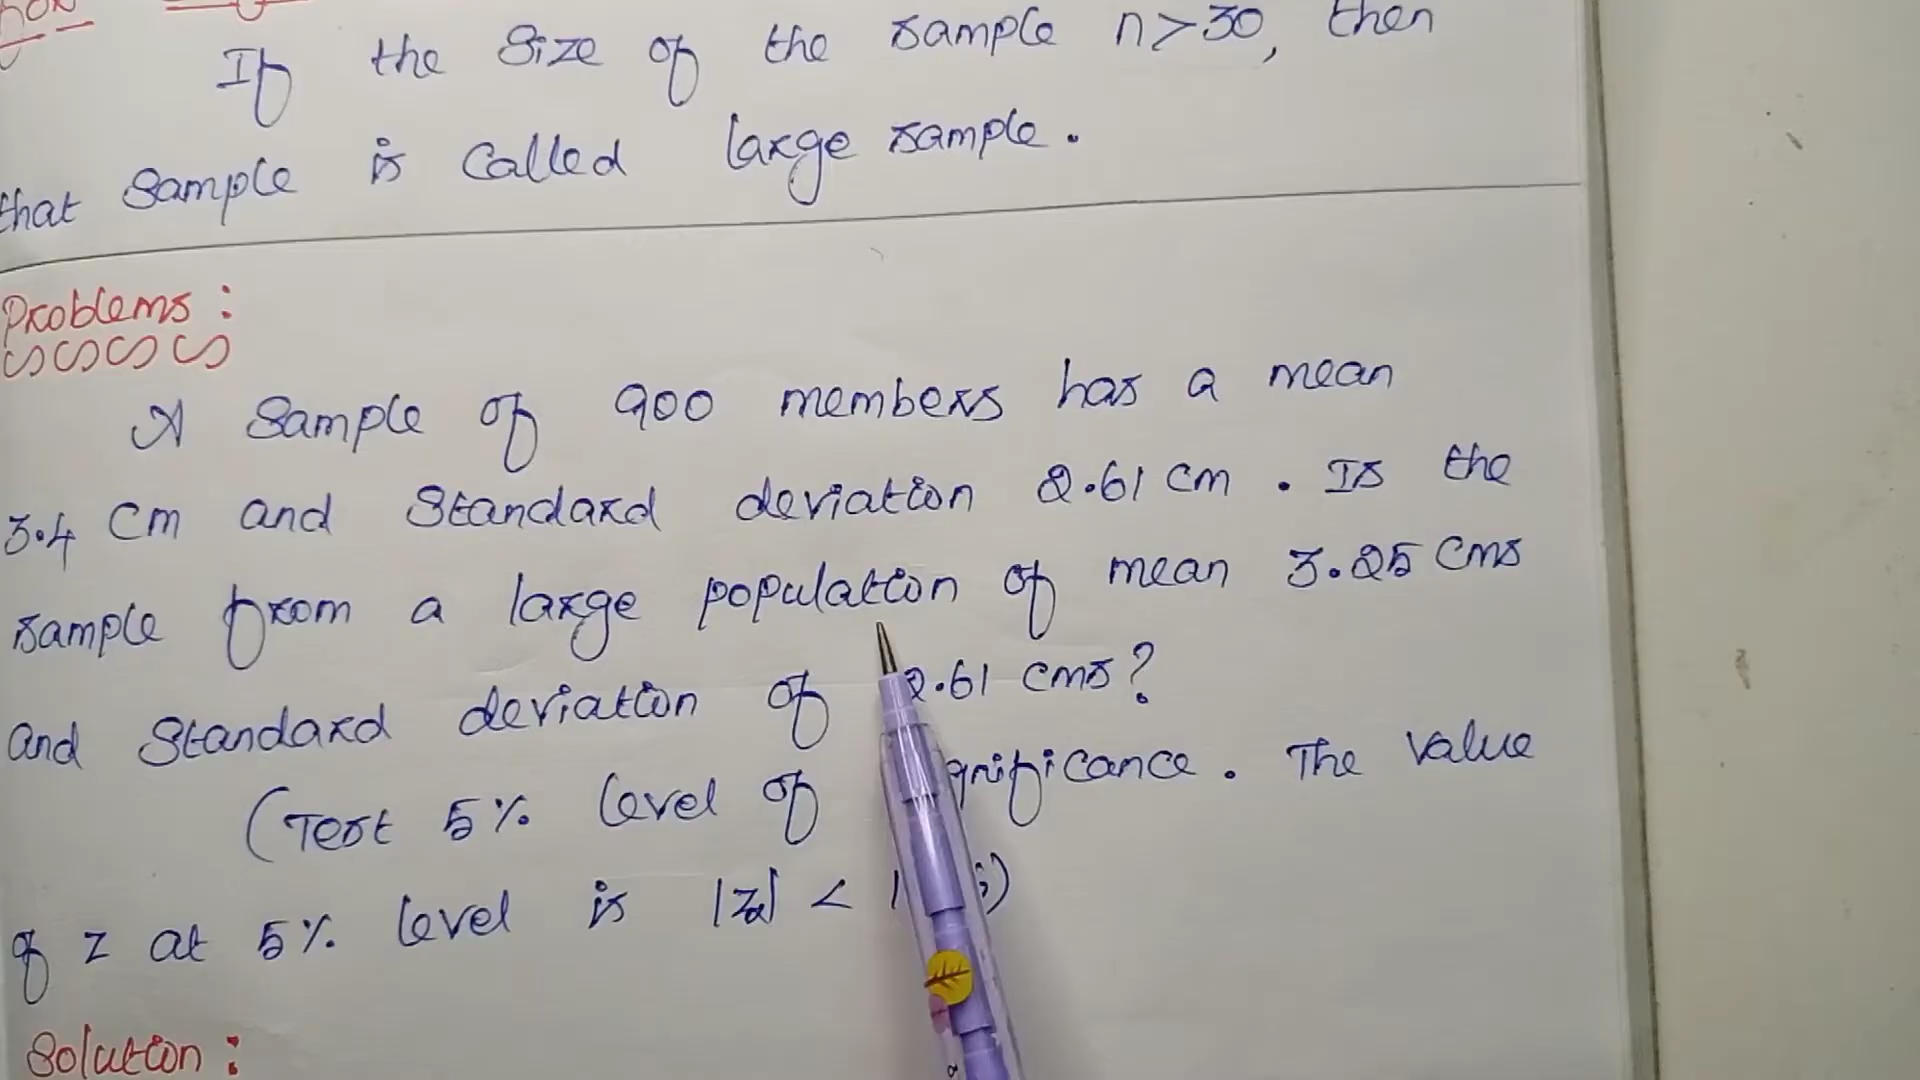 If the Size of the sample n>30, then
that Sample is Called large sample.
Problems:
A Sample of 900 members has a mean
3.4 Cm and Standard deviation 2.61 Cm. Is the
sample from a large population of mean 3.25 Cms
and Standard deviation of 2.61 cms?
(Test 5% level of The Value
of Z at 5% level is |Zα| <
Solution: